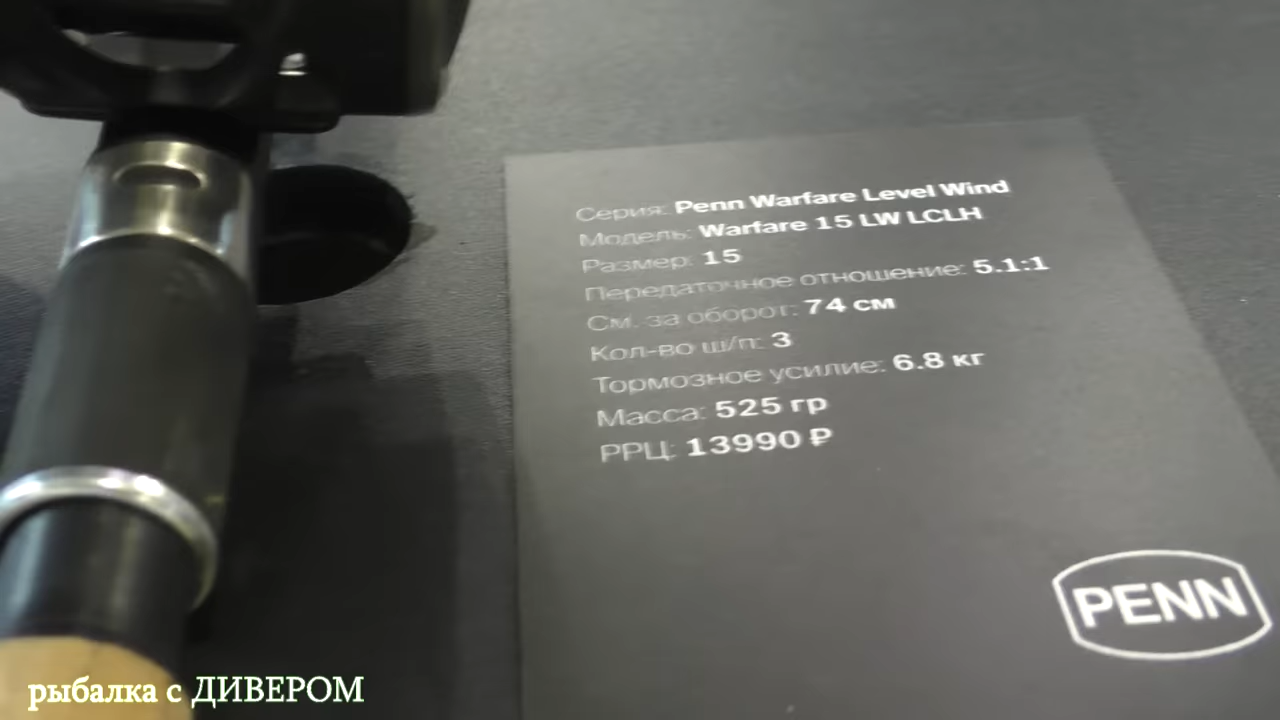 Серия: Penn Warfare Level Wind
Модель: Warfare 15 LW LCLH
Размер: 15
Передаточное отношение: 5.1:1
См. за оборот: 74 см
Кол-во ш/п: 3
Тормозное усилие: 6.8 кг
Масса: 525 гр
РРЦ: 13990 ₽
PENN
рыбалка с ДИВЕРОМ